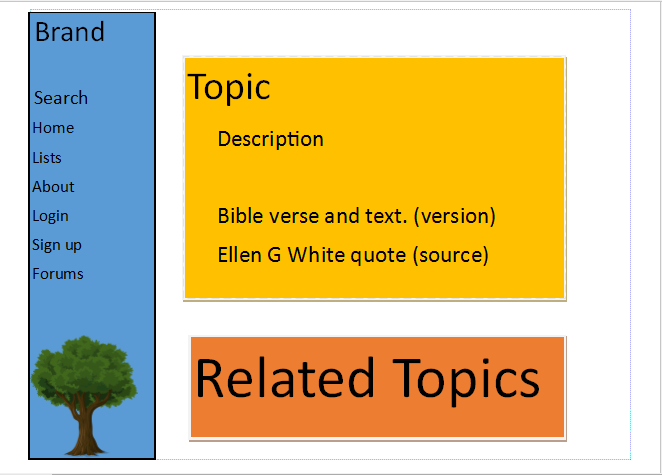 Brand
Search
Home
Lists
About
Login
Sign up
Forums
Topic
Description
Bible verse and text. (version)
Ellen G White quote (source)
Related Topics